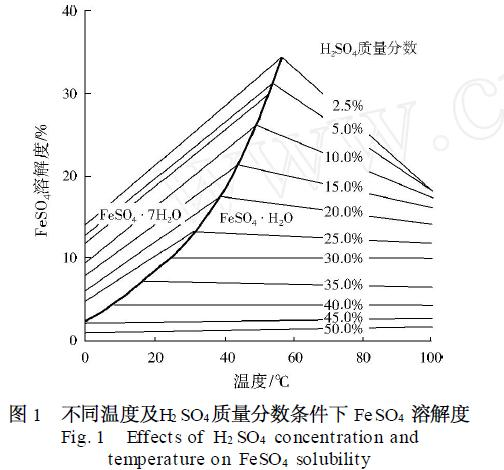 40
30
20
10
0
FeSO4溶解度/%
H2SO4质量分数
2.5%
5.0%
10.0%
15.0%
20.0%
25.0%
30.0%
35.0%
40.0%
45.0%
50.0%
FeSO4·7H2O
FeSO4·H2O
0 20 40 60 80 100
温度/℃
图 1 不同温度及H2 SO4 质量分数条件下 FeSO4 溶解度
Fig. 1 Effects of H2 SO4 concentration and
temperature on FeSO4 solubility